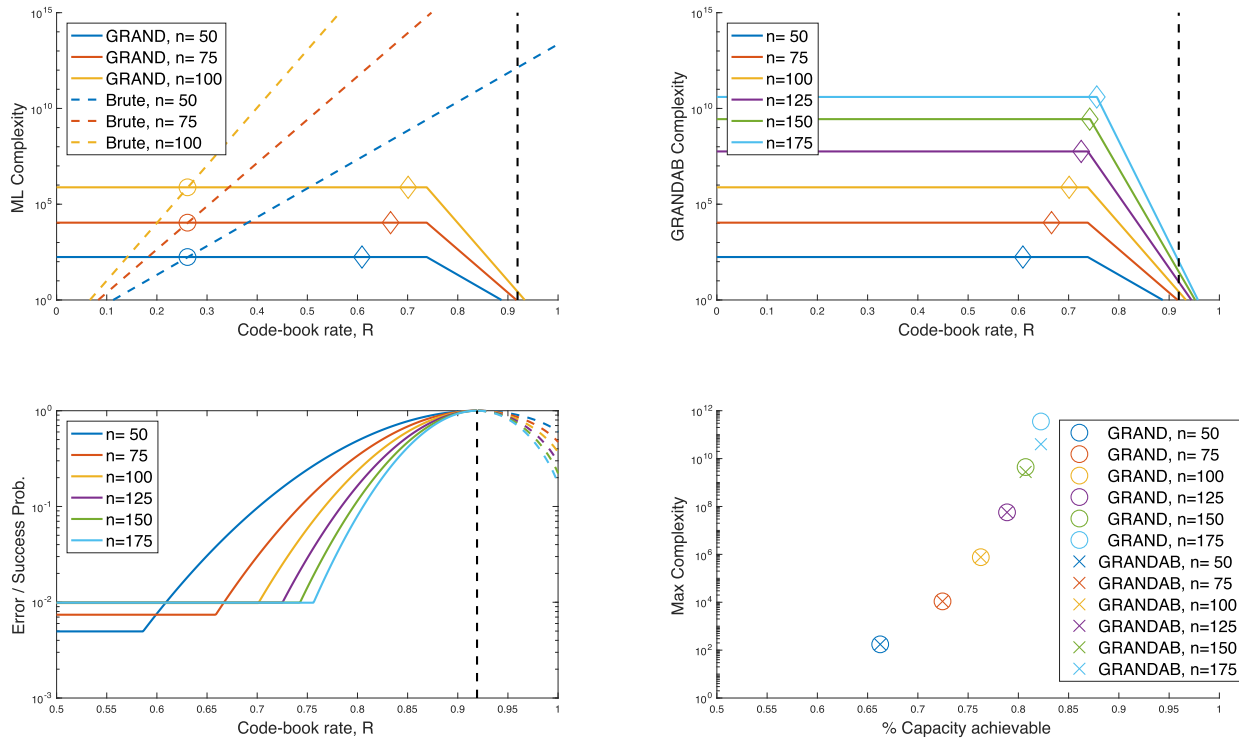 ML Complexity
10^15
10^10
10^5
10^0
GRAND, n= 50
GRAND, n= 75
GRAND, n=100
Brute, n= 50
Brute, n= 75
Brute, n=100
0 0.1 0.2 0.3 0.4 0.5 0.6 0.7 0.8 0.9 1
Code-book rate, R
GRANDAB Complexity
10^15
10^10
10^5
10^0
n= 50
n= 75
n=100
n=125
n=150
n=175
0 0.1 0.2 0.3 0.4 0.5 0.6 0.7 0.8 0.9 1
Code-book rate, R
Error / Success Prob.
10^0
10^-1
10^-2
10^-3
n= 50
n= 75
n=100
n=125
n=150
n=175
0.5 0.55 0.6 0.65 0.7 0.75 0.8 0.85 0.9 0.95 1
Code-book rate, R
Max Complexity
10^12
10^10
10^8
10^6
10^4
10^2
10^0
GRAND, n= 50
GRAND, n= 75
GRAND, n=100
GRAND, n=125
GRAND, n=150
GRAND, n=175
GRANDAB, n= 50
GRANDAB, n= 75
GRANDAB, n=100
GRANDAB, n=125
GRANDAB, n=150
GRANDAB, n=175
0.5 0.55 0.6 0.65 0.7 0.75 0.8 0.85 0.9 0.95 1
% Capacity achievable